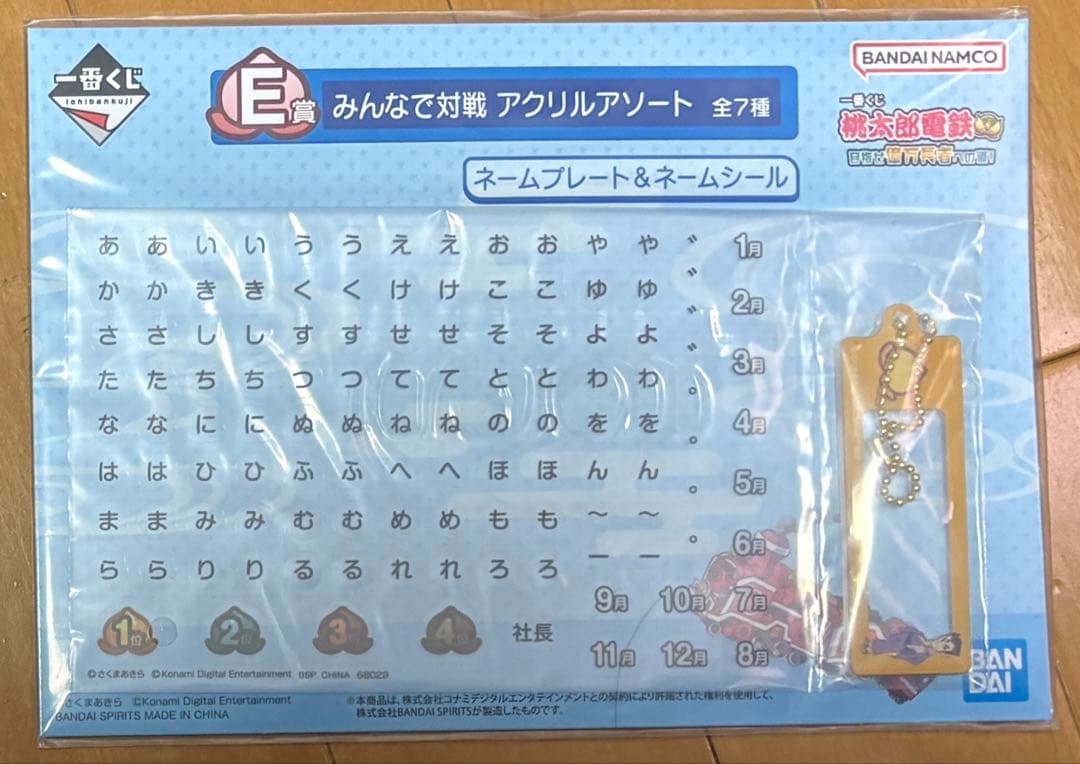 一番くじ
ichibankuji
E賞
みんなで対戦 アクリルアソート 全7種
BANDAI NAMCO
一番くじ
桃太郎電鉄
目指せ億万長者への道!
ネームプレート&ネームシール
あ あ い い う う え え お お や や ゛ 1月
か か き き く く け け こ こ ゆ ゆ ゛ 2月
さ さ し し す す せ せ そ そ よ よ ゛ 3月
た た ち ち つ つ て て と と わ わ 。 4月
な な に に ぬ ぬ ね ね の の を を 。
は は ひ ひ ふ ふ へ へ ほ ほ ん ん 。 5月
ま ま み み む む め め も も 〜 〜 。 6月
ら ら り り る る れ れ ろ ろ ー ー
9月 10月 7月
1位 2位 3位 4位 社長
11月 12月 8月
©さくまあきら ©Konami Digital Entertainment BSP CHINA 68029
さくまあきら ©Konami Digital Entertainment
BANDAI SPIRITS MADE IN CHINA
※本商品は、株式会社コナミデジタルエンタテインメントとの契約により許諾された権利を使用して、
株式会社BANDAI SPIRITSが製造したものです。
BAN
DAI